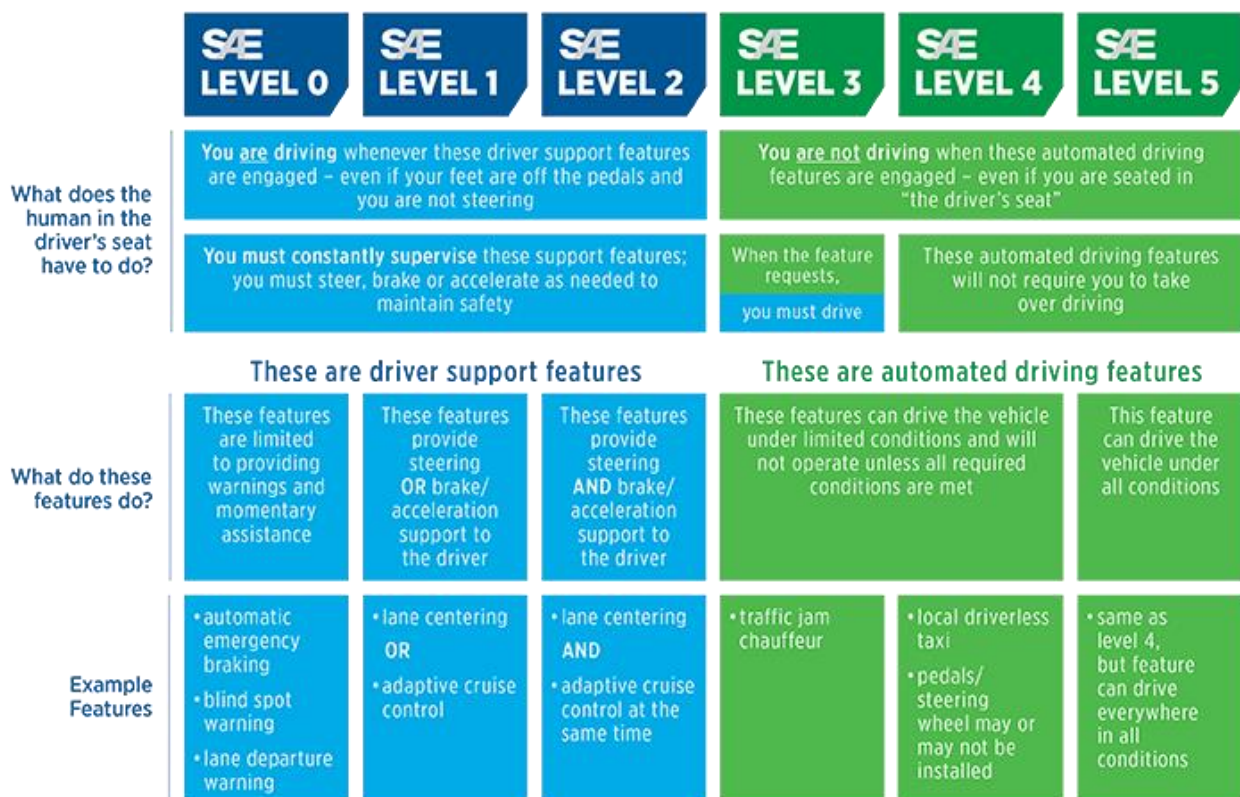 SAE
LEVEL 0
SAE
LEVEL 1
SAE
LEVEL 2
SAE
LEVEL 3
SAE
LEVEL 4
SAE
LEVEL 5
What does the
human in the
driver's seat
have to do?
You are driving whenever these driver support features
are engaged – even if your feet are off the pedals and
you are not steering
You are not driving when these automated driving
features are engaged – even if you are seated in
"the driver's seat"
You must constantly supervise these support features;
you must steer, brake or accelerate as needed to
maintain safety
When the feature
requests,
you must drive
These automated driving features
will not require you to take
over driving
These are driver support features
These are automated driving features
What do these
features do?
These features
are limited
to providing
warnings and
momentary
assistance
These features
provide
steering
OR brake/
acceleration
support to
the driver
These features
provide
steering
AND brake/
acceleration
support to
the driver
These features can drive the vehicle
under limited conditions and will
not operate unless all required
conditions are met
This feature
can drive the
vehicle under
all conditions
Example
Features
•automatic
emergency
braking
•blind spot
warning
•lane departure
warning
•lane centering
OR
•adaptive cruise
control
•lane centering
AND
•adaptive cruise
control at the
same time
•traffic jam
chauffeur
•local driverless
taxi
•pedals/
steering
wheel may or
may not be
installed
•same as
level 4,
but feature
can drive
everywhere
in all
conditions